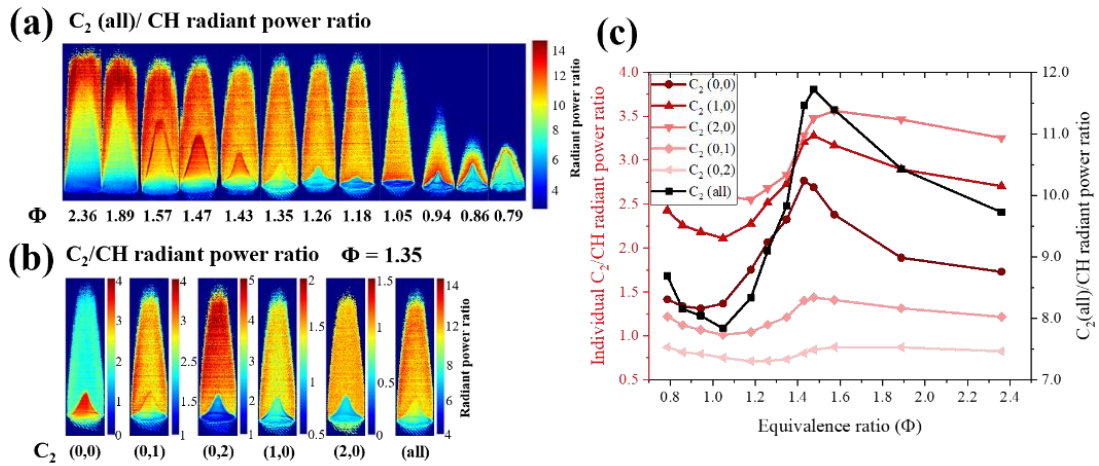 (a) C₂ (all)/ CH radiant power ratio
14
12
10
8
6
4
Radiant power ratio
Φ 2.36 1.89 1.57 1.47 1.43 1.35 1.26 1.18 1.05 0.94 0.86 0.79
(b) C₂/CH radiant power ratio Φ = 1.35
4 4 5 2 1.5 14
3 3 4 12
2 2 3 1.5 1 10
8
1 1 2 1 0.5 6
0 1.5 1 0.5 0 4
Radiant power ratio
C₂ (0,0) (0,1) (0,2) (1,0) (2,0) (all)
(c)
C₂ (0,0)
C₂ (1,0)
C₂ (2,0)
C₂ (0,1)
C₂ (0,2)
C₂ (all)
Individual C₂/CH radiant power ratio
4.0
3.5
3.0
2.5
2.0
1.5
1.0
0.5
12.0
11.0
10.0
9.0
8.0
7.0
C₂(all)/CH radiant power ratio
0.8 1.0 1.2 1.4 1.6 1.8 2.0 2.2 2.4
Equivalence ratio (Φ)